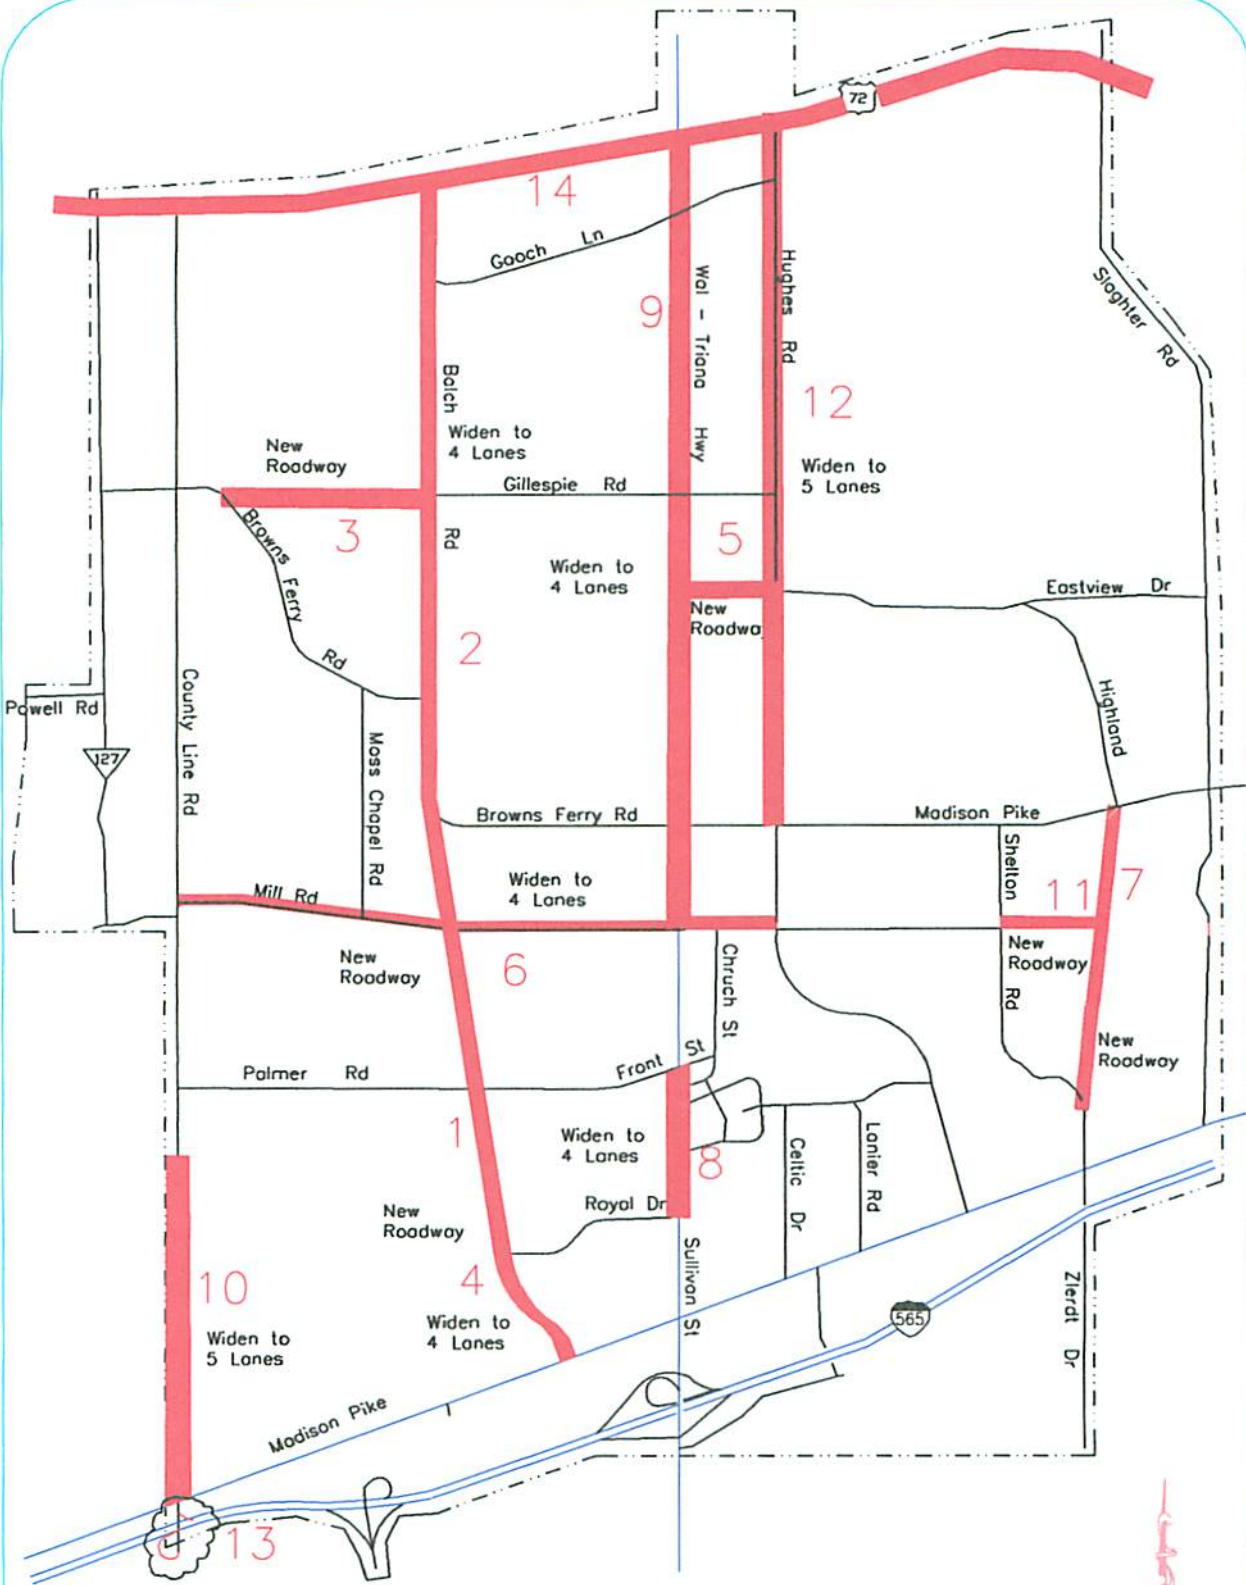 72
14
Gooch Ln
9
Wal - Triana Hwy
Hughes Rd
Slaghter Rd
12
Balch Rd
Widen to
4 Lanes
New
Roadway
Widen to
5 Lanes
Gillespie Rd
3
Browns Ferry Rd
5
Widen to
4 Lanes
Eastview Dr
New
Roadwa
2
Powell Rd
County Line Rd
Highland
127
Moss Chapel Rd
Browns Ferry Rd
Madison Pike
Shelton Rd
7
11
Mill Rd
Widen to
4 Lanes
New
Roadway
6
Chruch St
New
Roadway
New
Roadway
Front St
Palmer Rd
1
Widen to
4 Lanes
8
Celtic Dr
Lanier Rd
Royal Dr
New
Roadway
Sullivan St
4
10
Zierdt Dr
Widen to
4 Lanes
565
Widen to
5 Lanes
Madison Pike
13